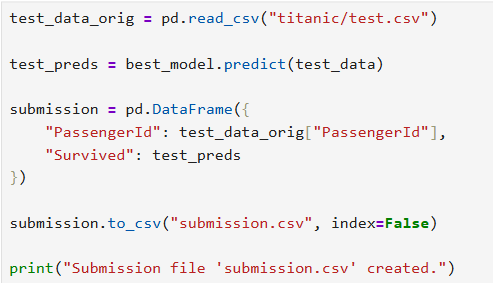 test_data_orig = pd.read_csv("titanic/test.csv")
test_preds = best_model.predict(test_data)
submission = pd.DataFrame({
    "PassengerId": test_data_orig["PassengerId"],
    "Survived": test_preds
})
submission.to_csv("submission.csv", index=False)
print("Submission file 'submission.csv' created.")